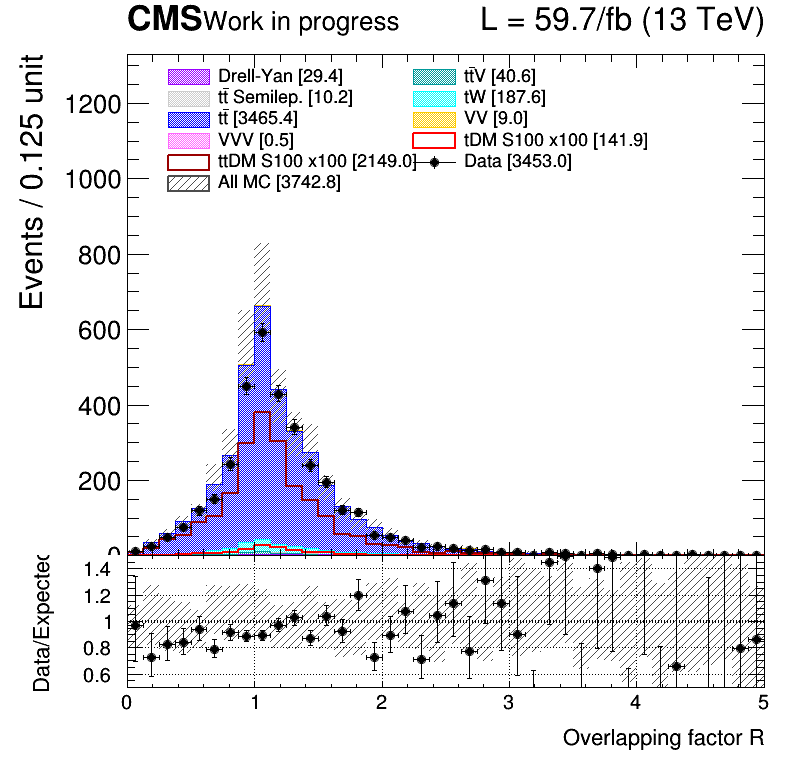 CMS Work in progress L = 59.7/fb (13 TeV)
Events / 0.125 unit
1200
1000
800
600
400
200
0
Drell-Yan [29.4]
tt̄V [40.6]
tt̄ Semilep. [10.2]
tW [187.6]
tt̄ [3465.4]
VV [9.0]
VVV [0.5]
tDM S100 x100 [141.9]
ttDM S100 x100 [2149.0]
Data [3453.0]
All MC [3742.8]
Data/Expected
1.4
1.2
1
0.8
0.6
0 1 2 3 4 5
Overlapping factor R